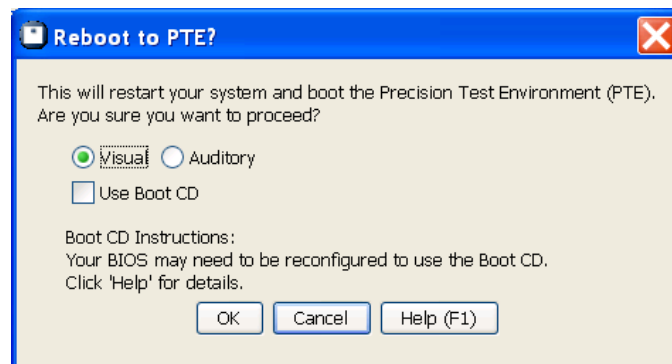 Reboot to PTE?
This will restart your system and boot the Precision Test Environment (PTE).
Are you sure you want to proceed?
Visual Auditory
Use Boot CD
Boot CD Instructions:
Your BIOS may need to be reconfigured to use the Boot CD.
Click 'Help' for details.
OK Cancel Help (F1)